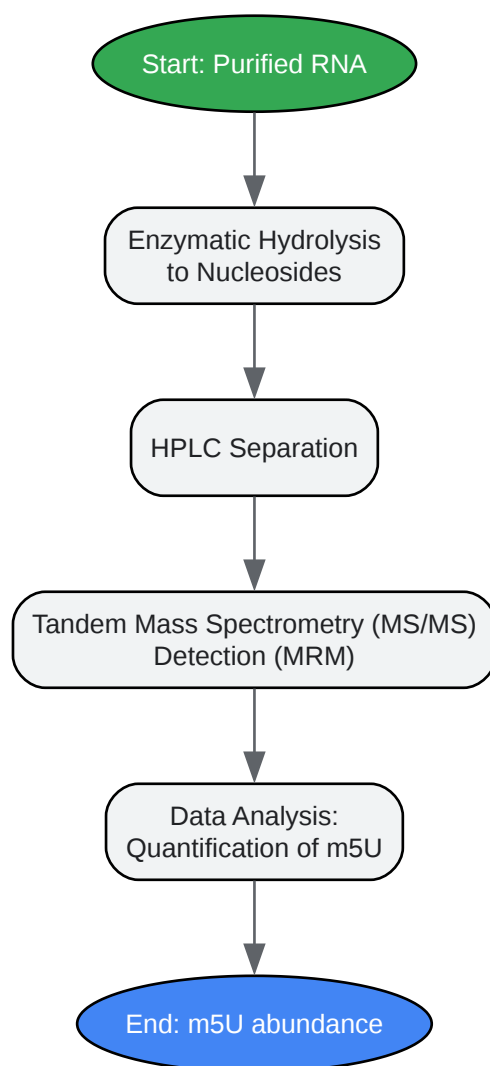 Start: Purified RNA
Enzymatic Hydrolysis
to Nucleosides
HPLC Separation
Tandem Mass Spectrometry (MS/MS)
Detection (MRM)
Data Analysis:
Quantification of m5U
End: m5U abundance